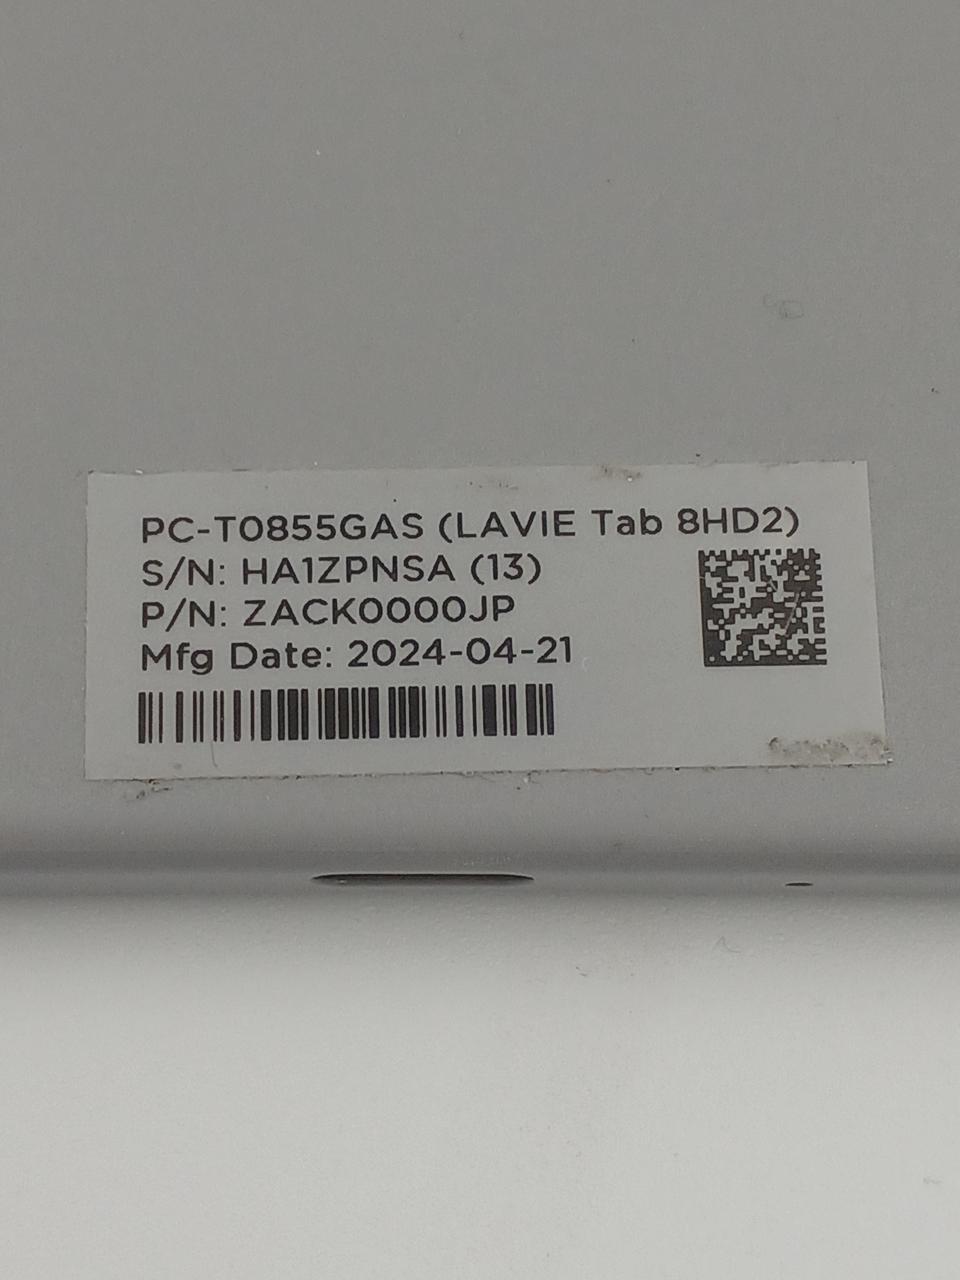 PC-T0855GAS (LAVIE Tab 8HD2)
S/N: HA1ZPNSA (13)
P/N: ZACK0000JP
Mfg Date: 2024-04-21